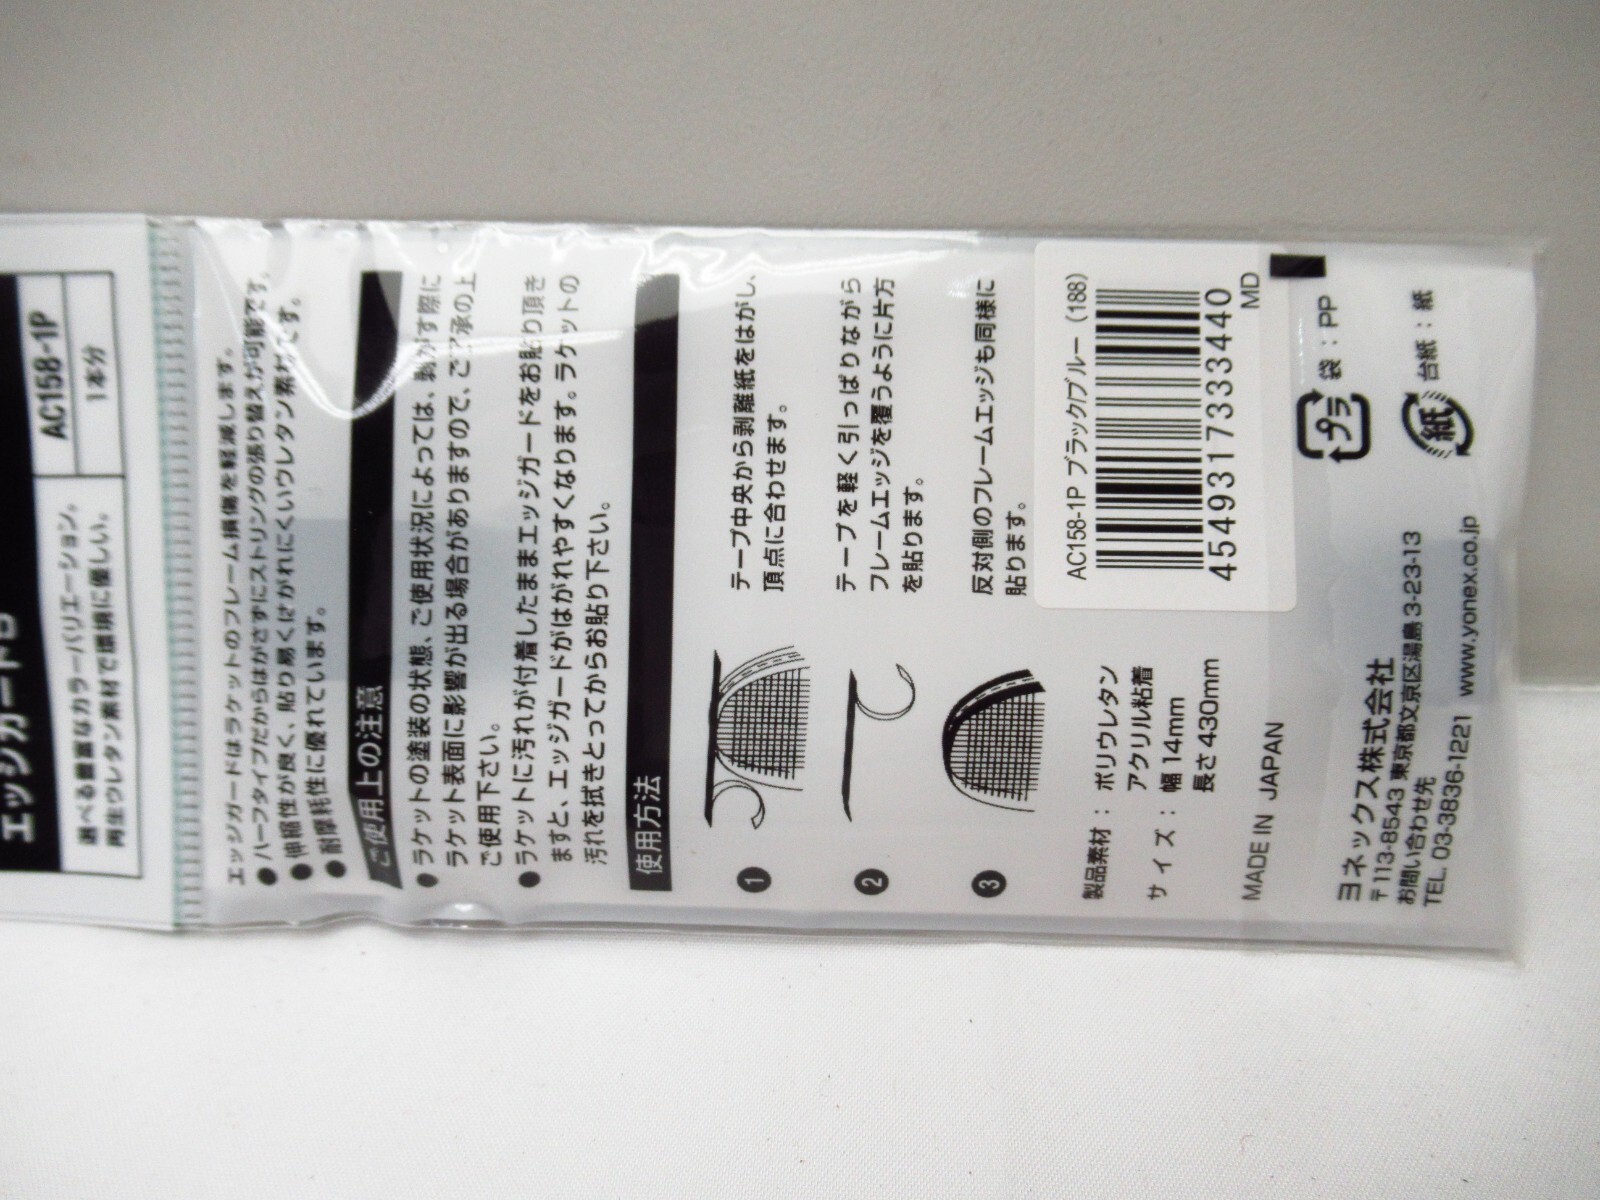 エッジガード5
AC158-1P
1本分
選べる豊富なカラーバリエーション。
再生ウレタン素材で環境に優しい。
エッジガードはラケットのフレーム損傷を軽減します。
● ハーフタイプだからはがさずにストリングの張り替えが可能です。
● 伸縮性が良く、貼り易くはがれにくいウレタン素材です。
● 耐摩耗性に優れています。
ご使用上の注意
● ラケットの塗装の状態、ご使用状況によっては、剥がす際に
ラケット表面に影響が出る場合がありますので、ご了承の上
ご使用下さい。
● ラケットに汚れが付着したままエッジガードをお貼り頂き
ますと、エッジガードがはがれやすくなります。ラケットの
汚れを拭きとってからお貼り下さい。
使用方法
1 テープ中央から剥離紙をはがし、
頂点に合わせます。
2 テープを軽く引っぱりながら
フレームエッジを覆うように片方
を貼ります。
3 反対側のフレームエッジも同様に
貼ります。
製品素材：ポリウレタン
アクリル粘着
サイズ：幅 14mm
長さ 430mm
MADE IN JAPAN
AC158-1P ブラック/ブルー (188)
4549317333440
MD
プラ 袋：PP
紙 台紙：紙
ヨネックス株式会社
〒113-8543 東京都文京区湯島 3-23-13
お問い合わせ先
TEL. 03-3836-1221 www.yonex.co.jp